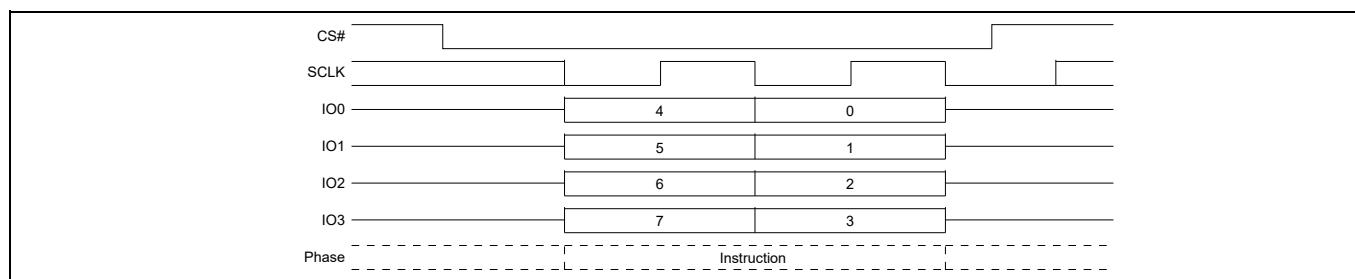 CS#
SCLK
IO0 4 0
IO1 5 1
IO2 6 2
IO3 7 3
Phase Instruction